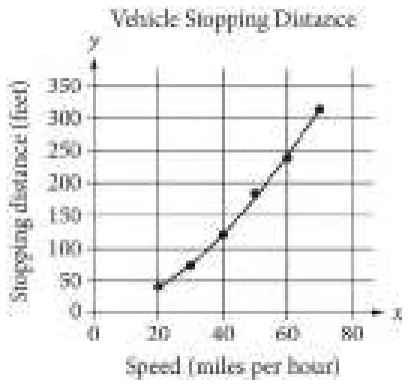 Vehicle Stopping Distance
y
Stopping distance (feet)
350
300
250
200
150
100
50
0
0 20 40 60 80
x
Speed (miles per hour)